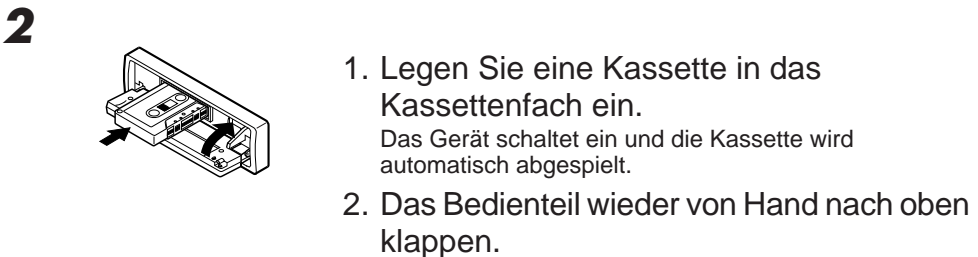 2
1. Legen Sie eine Kassette in das
Kassettenfach ein.
Das Gerät schaltet ein und die Kassette wird
automatisch abgespielt.
2. Das Bedienteil wieder von Hand nach oben
klappen.